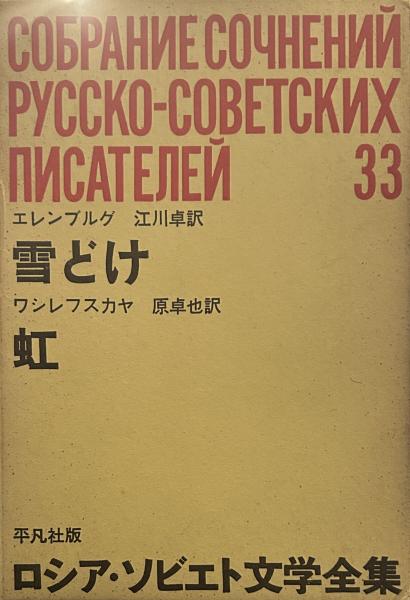 СОБРАНИЕ СОЧНЕНИЙ
РУССКО-СОВЕТСКИХ
ПИСАТЕЛЕЙ 33
エレンブルグ 江川卓訳
雪どけ
ワシレフスカヤ 原卓也訳
虹
平凡社版
ロシア・ソビエト文学全集